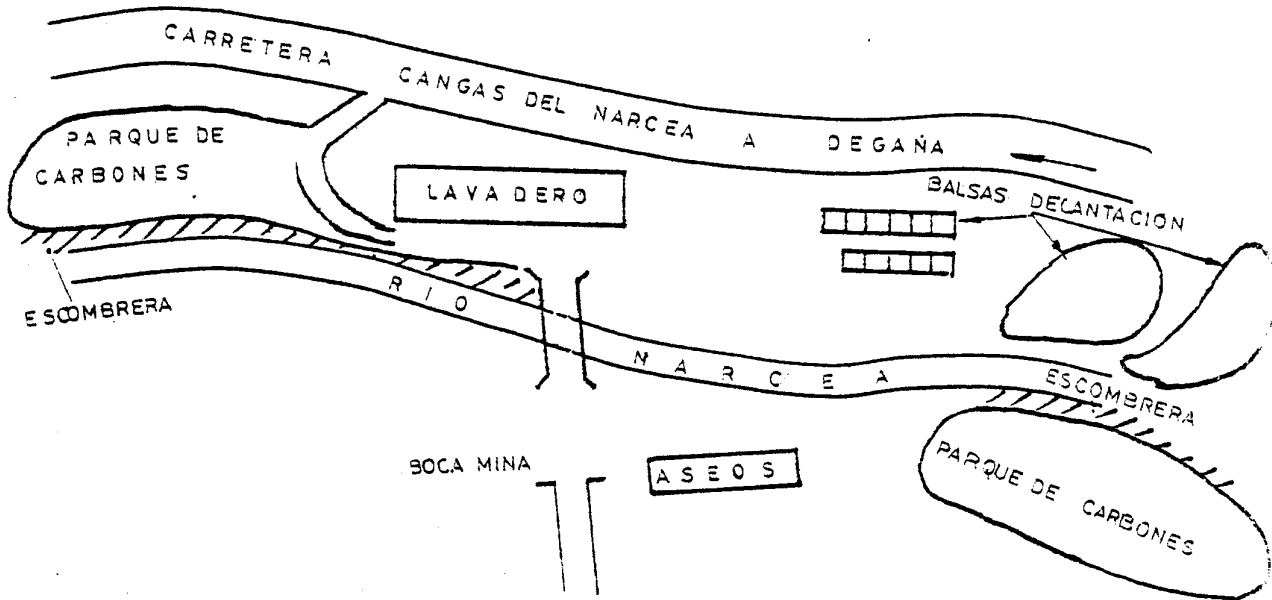 CARRETERA CANGAS DEL NARCEA A DEGAÑA
PARQUE DE
CARBONES
LAVADERO
BALSAS DECANTACION
ESCOMBRERA
RIO NARCEA
ESCOMBRERA
BOCA MINA
ASEOS
PARQUE DE CARBONES